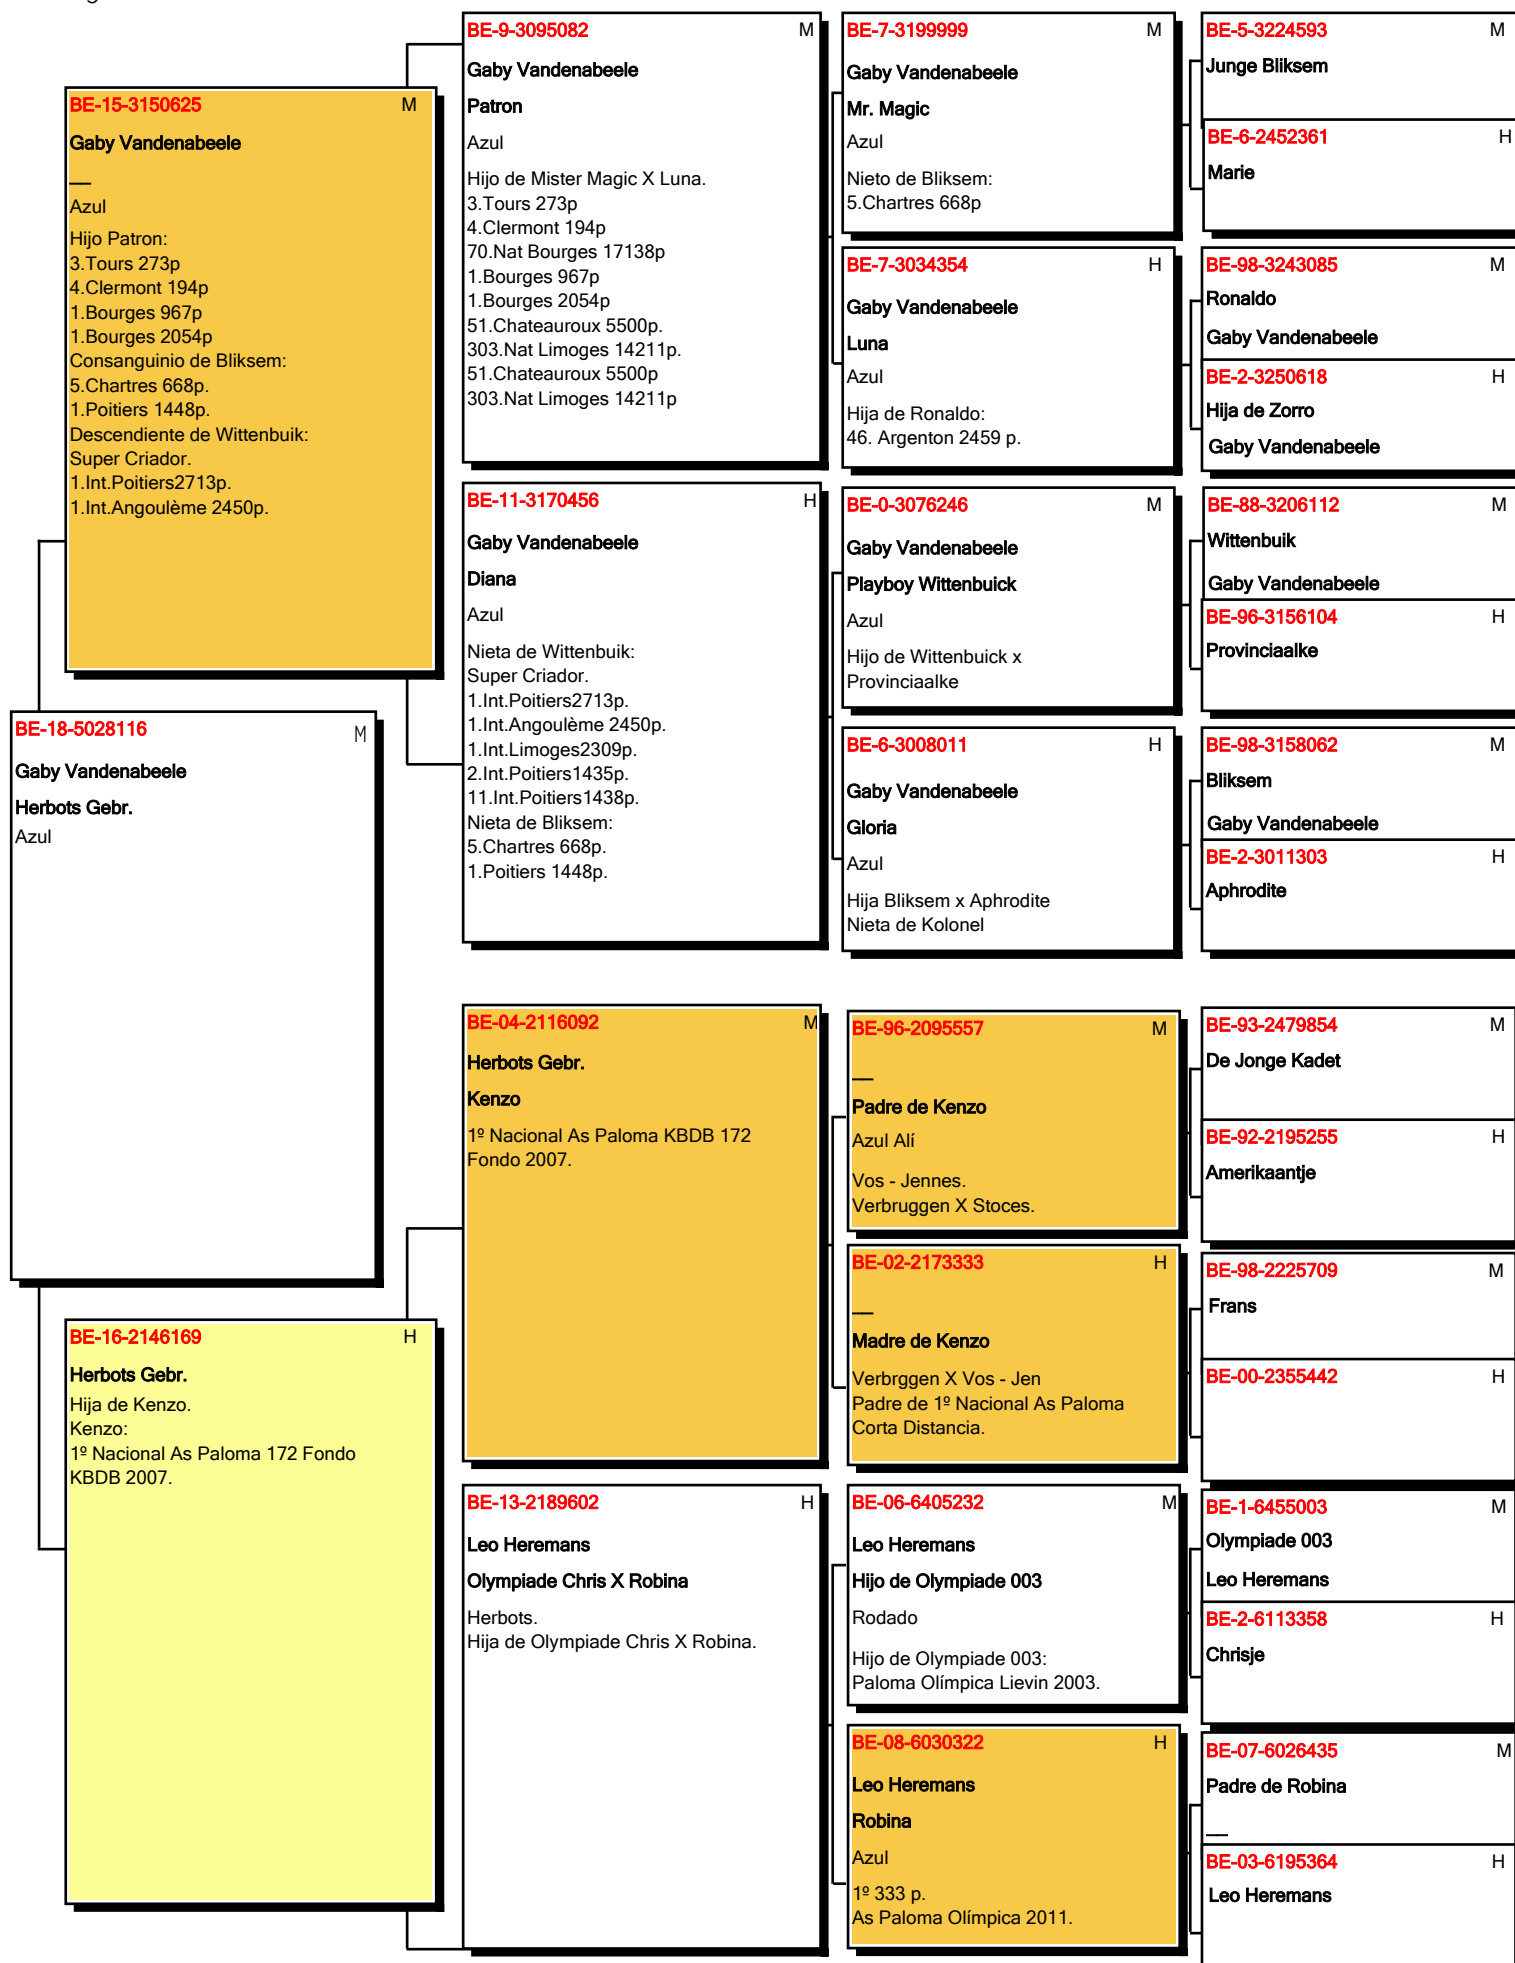 BE-18-5028116 M
Gaby Vandenabeele
Herbots Gebr.
Azul
BE-15-3150625 M
Gaby Vandenabeele
__
Azul
Hijo Patron:
3.Tours 273p
4.Clermont 194p
1.Bourges 967p
1.Bourges 2054p
Consanguinio de Bliksem:
5.Chartres 668p.
1.Poitiers 1448p.
Descendiente de Wittenbuik:
Super Criador.
1.Int.Poitiers2713p.
1.Int.Angoulème 2450p.
BE-16-2146169 H
Herbots Gebr.
Hija de Kenzo.
Kenzo:
1º Nacional As Paloma 172 Fondo
KBDB 2007.
BE-9-3095082 M
Gaby Vandenabeele
Patron
Azul
Hijo de Mister Magic X Luna.
3.Tours 273p
4.Clermont 194p
70.Nat Bourges 17138p
1.Bourges 967p
1.Bourges 2054p
51.Chateauroux 5500p.
303.Nat Limoges 14211p.
51.Chateauroux 5500p
303.Nat Limoges 14211p
BE-11-3170456 H
Gaby Vandenabeele
Diana
Azul
Nieta de Wittenbuik:
Super Criador.
1.Int.Poitiers2713p.
1.Int.Angoulème 2450p.
1.Int.Limoges2309p.
2.Int.Poitiers1435p.
11.Int.Poitiers1438p.
Nieta de Bliksem:
5.Chartres 668p.
1.Poitiers 1448p.
BE-04-2116092 M
Herbots Gebr.
Kenzo
1º Nacional As Paloma KBDB 172
Fondo 2007.
BE-13-2189602 H
Leo Heremans
Olympiade Chris X Robina
Herbots.
Hija de Olympiade Chris X Robina.
BE-7-3199999 M
Gaby Vandenabeele
Mr. Magic
Azul
Nieto de Bliksem:
5.Chartres 668p
BE-7-3034354 H
Gaby Vandenabeele
Luna
Azul
Hija de Ronaldo:
46. Argenton 2459 p.
BE-0-3076246 M
Gaby Vandenabeele
Playboy Wittenbuick
Azul
Hijo de Wittenbuick x
Provinciaalke
BE-6-3008011 H
Gaby Vandenabeele
Gloria
Azul
Hija Bliksem x Aphrodite
Nieta de Kolonel
BE-96-2095557 M
__
Padre de Kenzo
Azul Alí
Vos - Jennes.
Verbruggen X Stoces.
BE-02-2173333 H
__
Madre de Kenzo
Verbrggen X Vos - Jen
Padre de 1º Nacional As Paloma
Corta Distancia.
BE-06-6405232 M
Leo Heremans
Hijo de Olympiade 003
Rodado
Hijo de Olympiade 003:
Paloma Olímpica Lievin 2003.
BE-08-6030322 H
Leo Heremans
Robina
Azul
1º 333 p.
As Paloma Olímpica 2011.
BE-5-3224593 M
Junge Bliksem
BE-6-2452361 H
Marie
BE-98-3243085 M
Ronaldo
Gaby Vandenabeele
BE-2-3250618 H
Hija de Zorro
Gaby Vandenabeele
BE-88-3206112 M
Wittenbuik
Gaby Vandenabeele
BE-96-3156104 H
Provinciaalke
BE-98-3158062 M
Bliksem
Gaby Vandenabeele
BE-2-3011303 H
Aphrodite
BE-93-2479854 M
De Jonge Kadet
BE-92-2195255 H
Amerikaantje
BE-98-2225709 M
Frans
BE-00-2355442 H
BE-1-6455003 M
Olympiade 003
Leo Heremans
BE-2-6113358 H
Chrisje
BE-07-6026435 M
Padre de Robina
__
BE-03-6195364 H
Leo Heremans